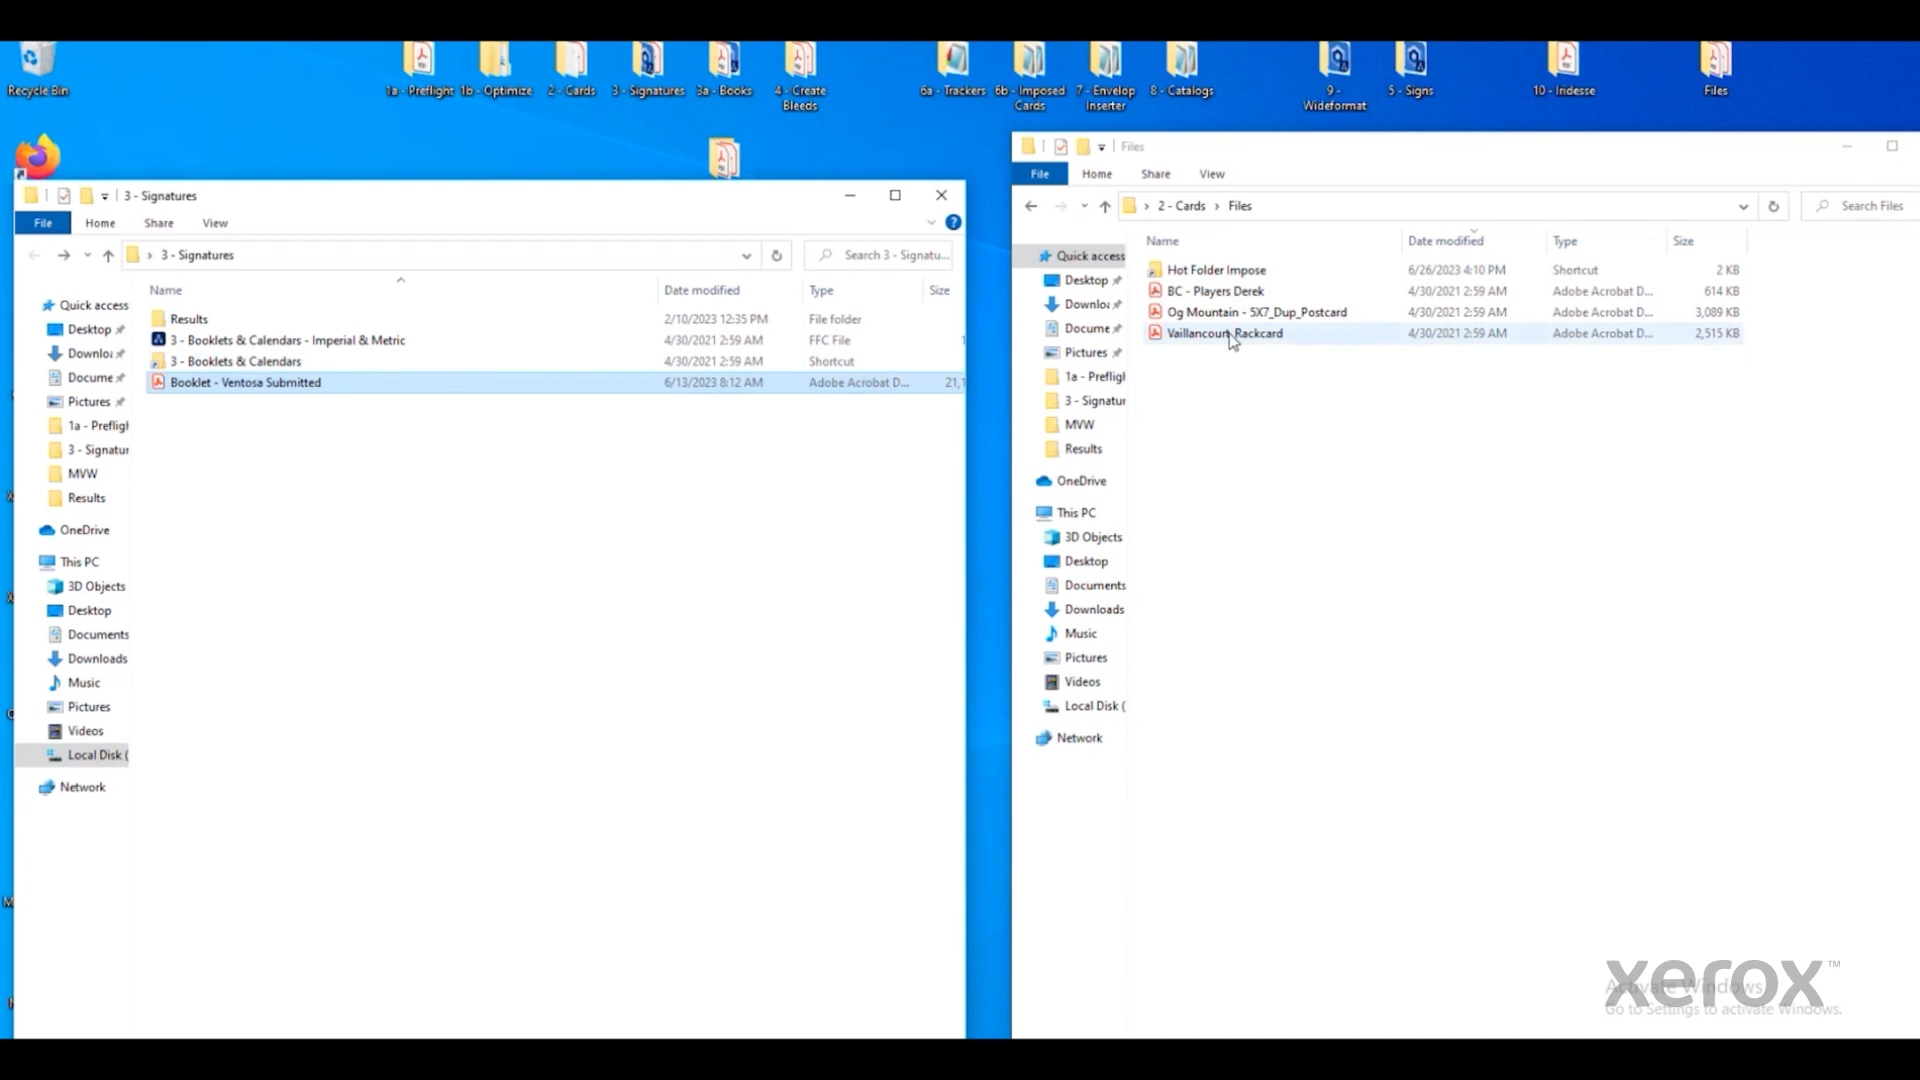 Recycle Bin
1a - Preflight
1b - Optimize
2 - Cards
3 - Signatures
3a - Books
4 - Create
Bleeds
6a - Trackers
6b - Imposed
Cards
7 - Envelop
Inserter
8 - Catalogs
9 -
Wideformat
5 - Signs
10 - Iridesse
Files
3 - Signatures
File Home Share View
3 - Signatures
Search 3 - Signatu...
Name Date modified Type Size
Results 2/10/2023 12:35 PM File folder
3 - Booklets & Calendars - Imperial & Metric 4/30/2021 2:59 AM FFC File 1
3 - Booklets & Calendars 4/30/2021 2:59 AM Shortcut
Booklet - Ventosa Submitted 6/13/2023 8:12 AM Adobe Acrobat D... 21,1
Quick access
Desktop
Downlo
Docume
Pictures
1a - Preflig
3 - Signatur
MVW
Results
OneDrive
This PC
3D Objects
Desktop
Documents
Downloads
Music
Pictures
Videos
Local Disk (
Network
Files
File Home Share View
2 - Cards > Files
Search Files
Name Date modified Type Size
Hot Folder Impose 6/26/2023 4:10 PM Shortcut 2 KB
BC - Players Derek 4/30/2021 2:59 AM Adobe Acrobat D... 614 KB
Og Mountain - 5X7_Dup_Postcard 4/30/2021 2:59 AM Adobe Acrobat D... 3,089 KB
Vaillancourt Rackcard 4/30/2021 2:59 AM Adobe Acrobat D... 2,515 KB
Quick access
Desktop
Downlo
Docume
Pictures
1a - Preflig
3 - Signatur
MVW
Results
OneDrive
This PC
3D Objects
Desktop
Documents
Downloads
Music
Pictures
Videos
Local Disk (
Network
xerox™
Activate Windows
Go to Settings to activate Windows.